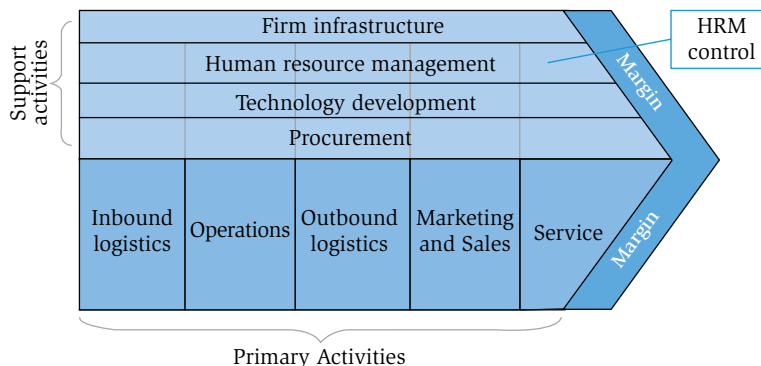 Firm infrastructure
HRM
control
Human resource management
Support
activities
Technology development
Procurement
Margin
Inbound
logistics
Operations
Outbound
logistics
Marketing
and Sales
Service
Margin
Primary Activities